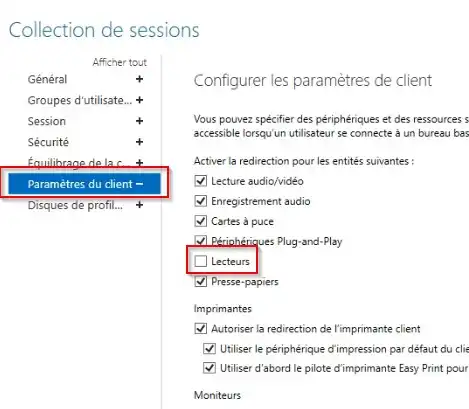 Collection de sessions
Afficher tout
Général +
Groupes d'utilisate... +
Session +
Sécurité +
Équilibrage de la c... +
Paramètres du client −
Disques de profil... +
Configurer les paramètres de client
Vous pouvez spécifier des périphériques et des ressources s
accessible lorsqu'un utilisateur se connecte à un bureau bas
Activer la redirection pour les entités suivantes :
Lecture audio/vidéo
Enregistrement audio
Cartes à puce
Périphériques Plug-and-Play
Lecteurs
Presse-papiers
Imprimantes
Autoriser la redirection de l'imprimante client
Utiliser le périphérique d'impression par défaut du clie
Utiliser d'abord le pilote d'imprimante Easy Print pour
Moniteurs